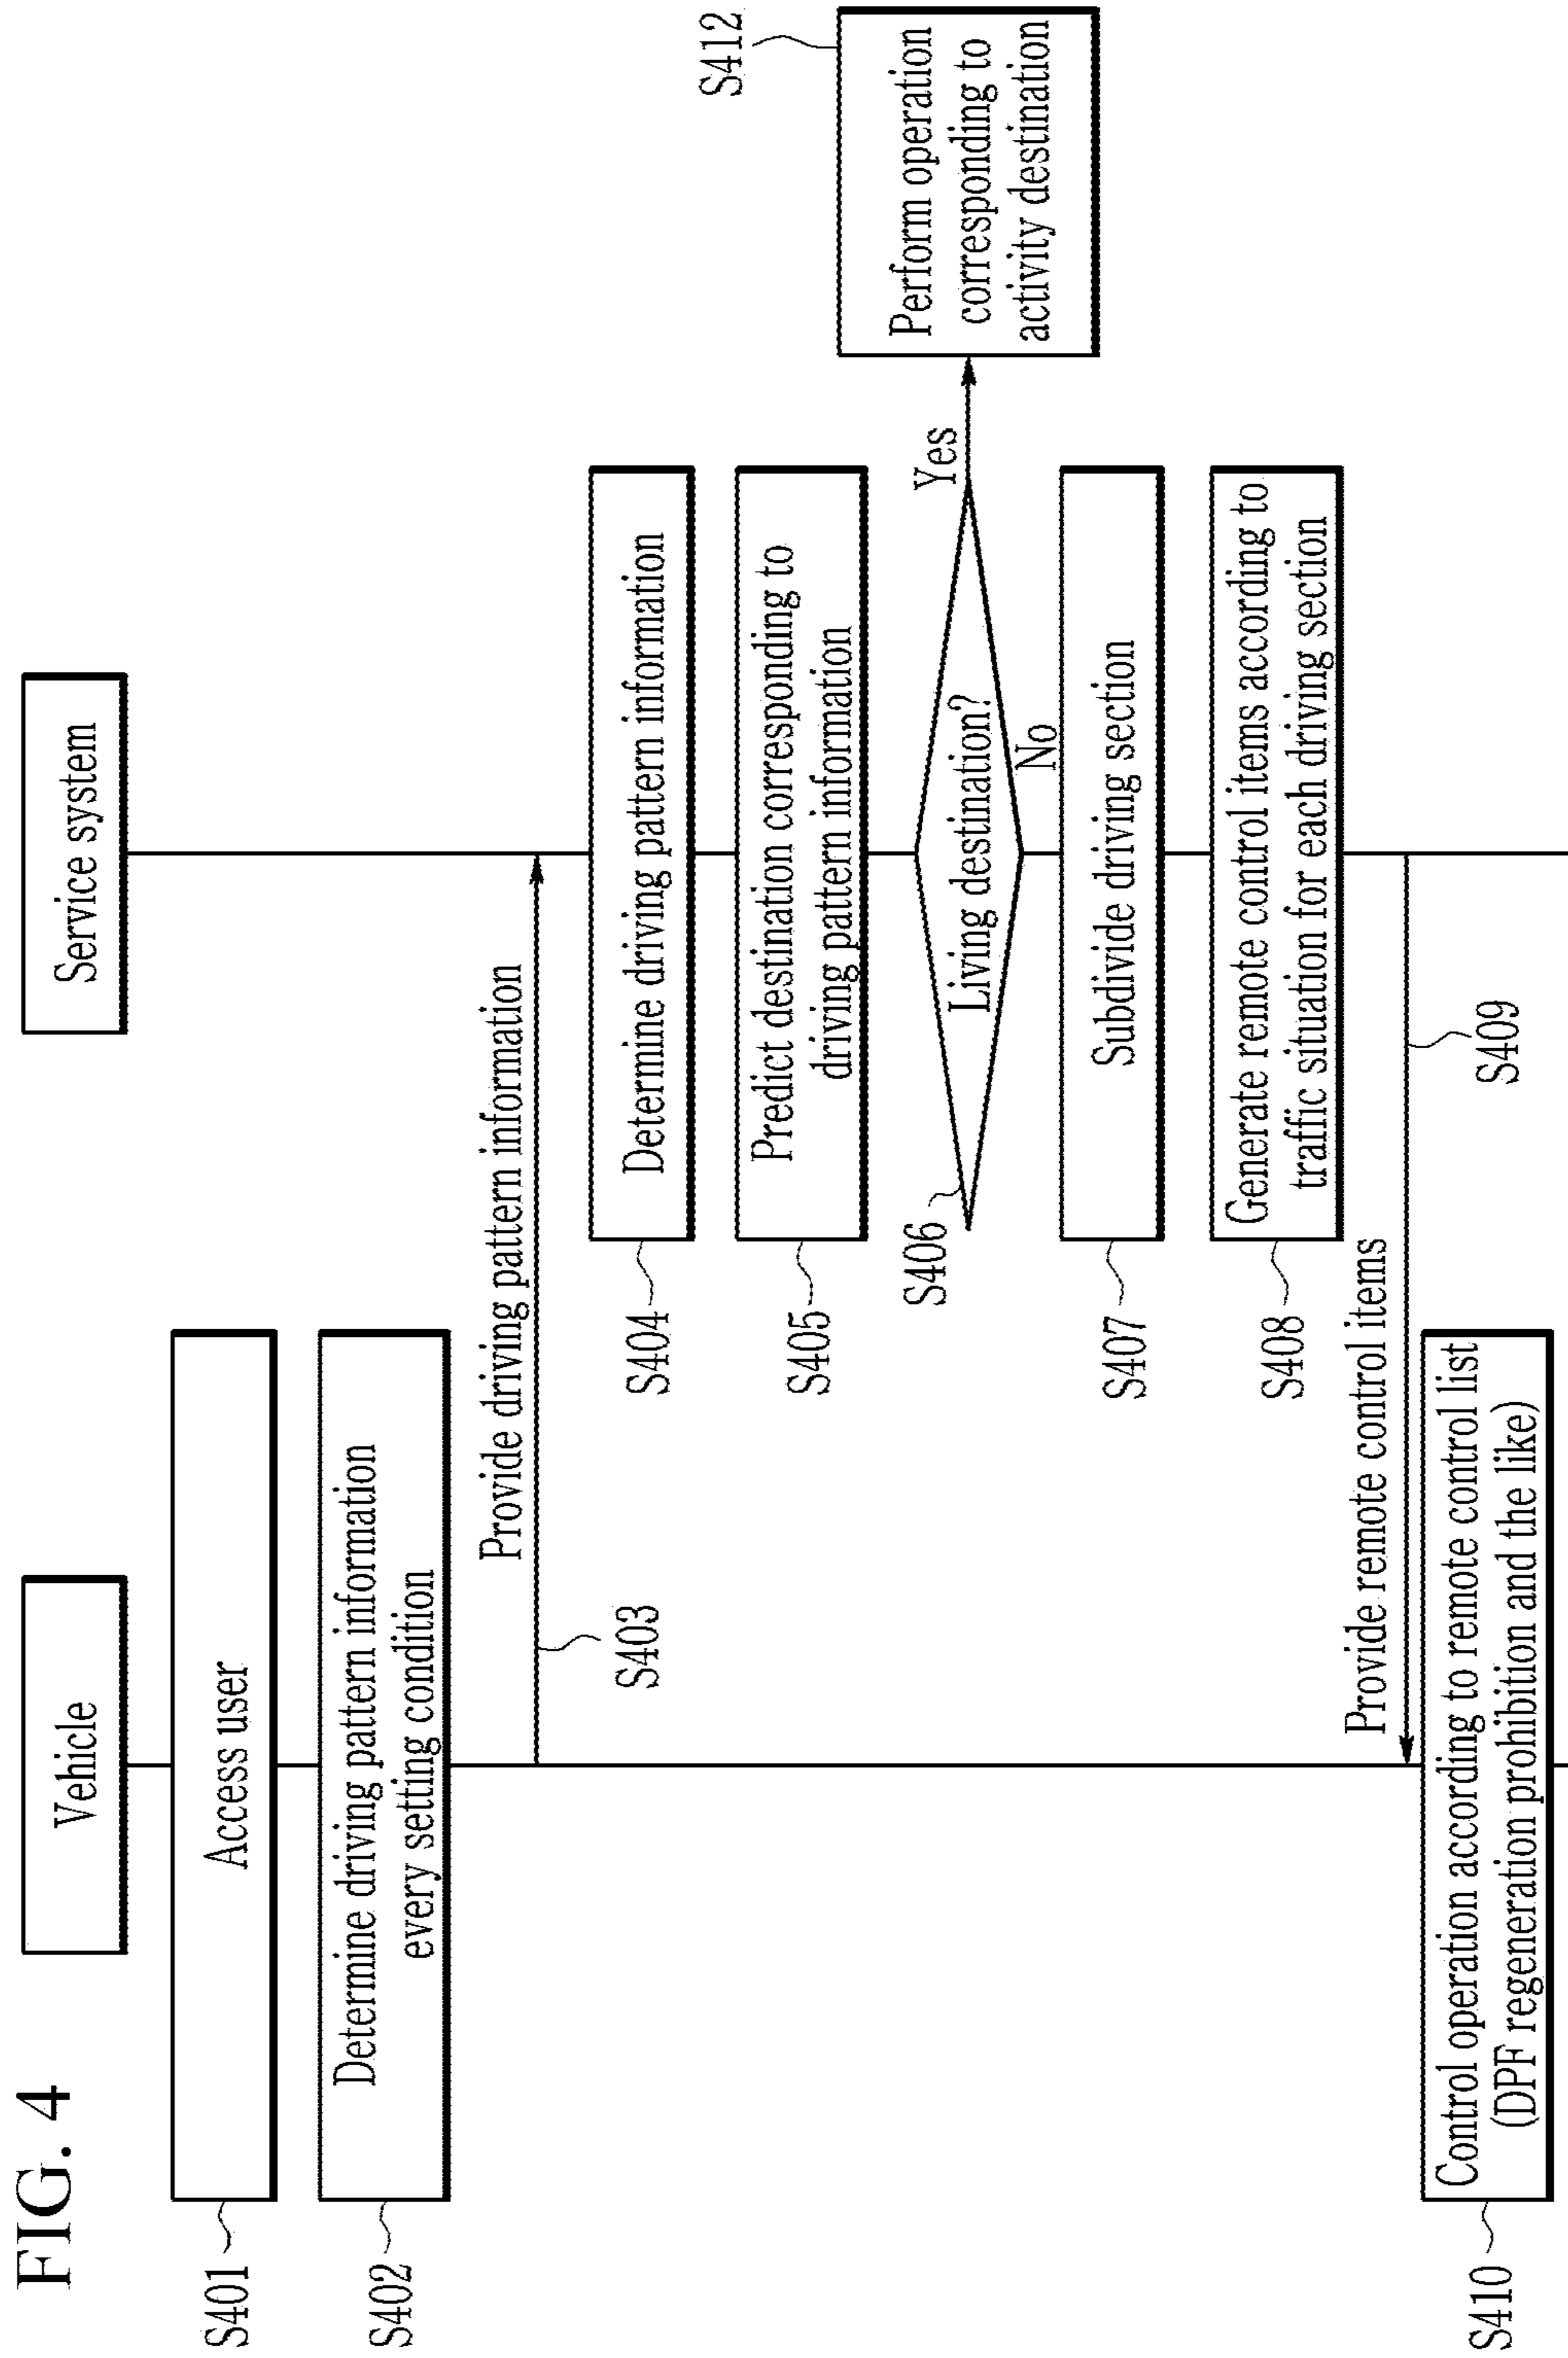 FIG. 4
Vehicle
Service system
S401
Access user
S402
Determine driving pattern information
every setting condition
Provide driving pattern information
S403
S404
Determine driving pattern information
S405
Predict destination corresponding to
driving pattern information
S406
Living destination?
Yes
No
S412
Perform operation
corresponding to
activity destination
S407
Subdivide driving section
S408
Generate remote control items according to
traffic situation for each driving section
Provide remote control items
S409
S410
Control operation according to remote control list
(DPF regeneration prohibition and the like)